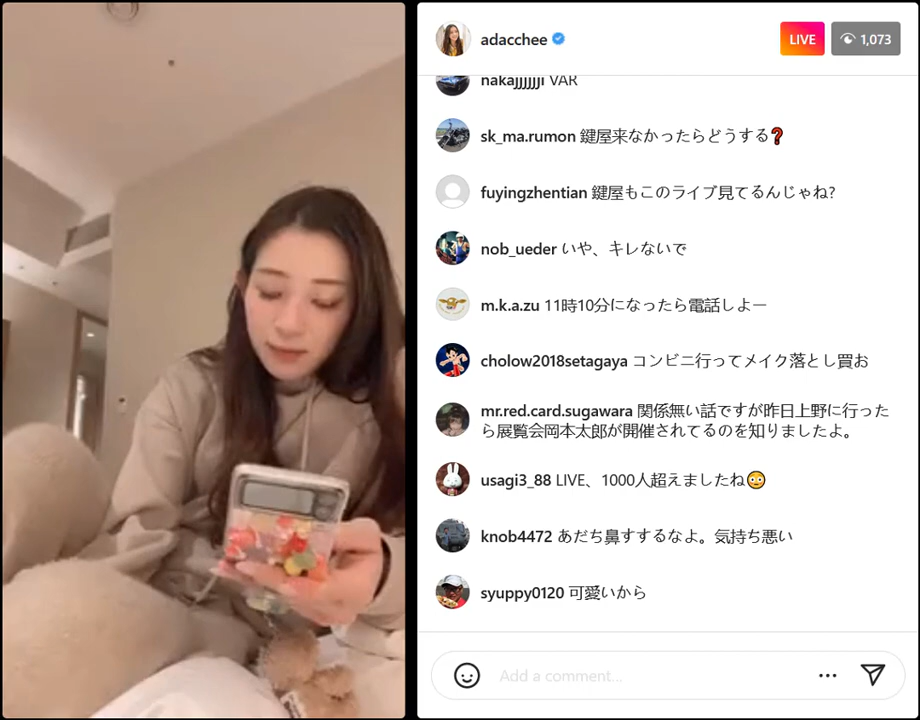 adacchee
LIVE
1,073
nakajjjjjji VAR
sk_ma.rumon 鍵屋来なかったらどうする❓
fuyingzhentian 鍵屋もこのライブ見てるんじゃね?
nob_ueder いや、キレないで
m.k.a.zu 11時10分になったら電話しよー
cholow2018setagaya コンビニ行ってメイク落とし買お
mr.red.card.sugawara 関係無い話ですが昨日上野に行った
ら展覧会岡本太郎が開催されてるのを知りましたよ。
usagi3_88 LIVE、1000人超えましたね😳
knob4472 あだち鼻すするなよ。気持ち悪い
syuppy0120 可愛いから
Add a comment...